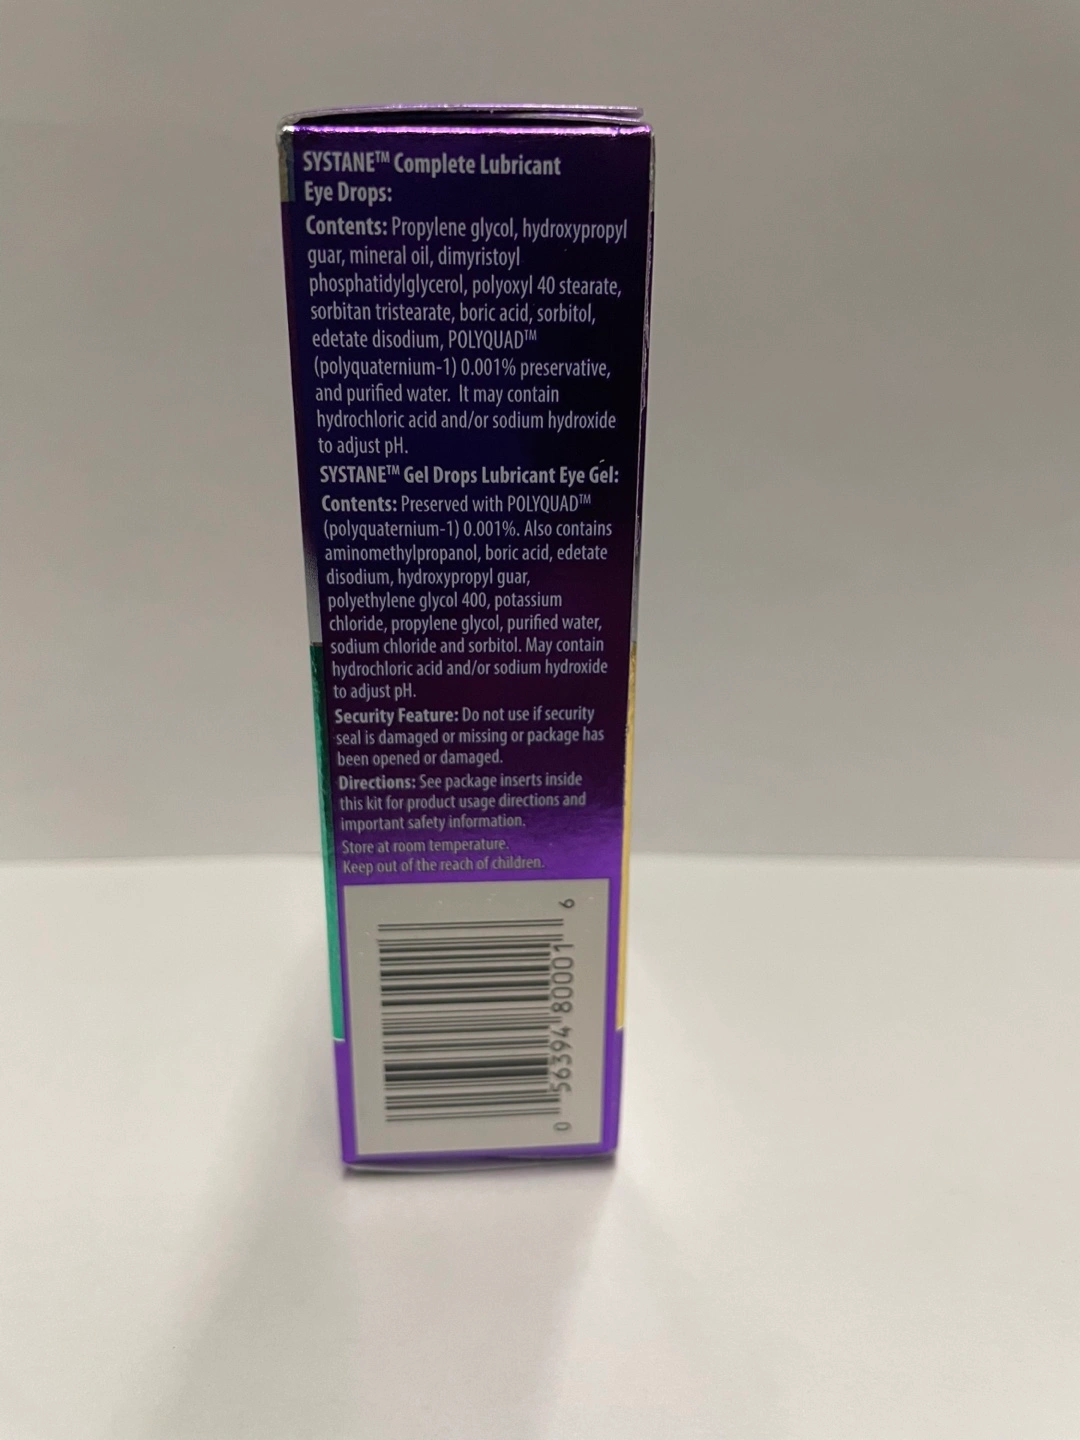 SYSTANE™ Complete Lubricant
Eye Drops:
Contents: Propylene glycol, hydroxypropyl
guar, mineral oil, dimyristoyl
phosphatidylglycerol, polyoxyl 40 stearate,
sorbitan tristearate, boric acid, sorbitol,
edetate disodium, POLYQUAD™
(polyquaternium-1) 0.001% preservative,
and purified water. It may contain
hydrochloric acid and/or sodium hydroxide
to adjust pH.
SYSTANE™ Gel Drops Lubricant Eye Gel:
Contents: Preserved with POLYQUAD™
(polyquaternium-1) 0.001%. Also contains
aminomethylpropanol, boric acid, edetate
disodium, hydroxypropyl guar,
polyethylene glycol 400, potassium
chloride, propylene glycol, purified water,
sodium chloride and sorbitol. May contain
hydrochloric acid and/or sodium hydroxide
to adjust pH.
Security Feature: Do not use if security
seal is damaged or missing or package has
been opened or damaged.
Directions: See package inserts inside
this kit for product usage directions and
important safety information.
Store at room temperature.
Keep out of the reach of children.
0 56394 80001 6